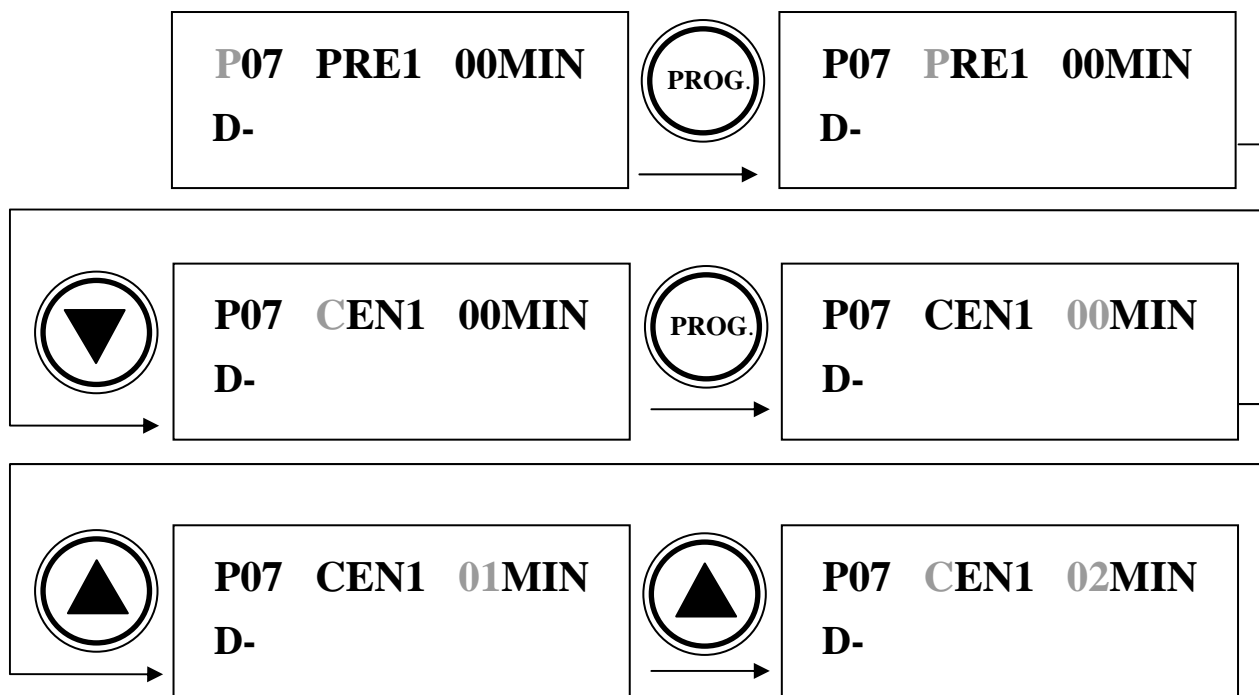 P07 PRE1 00MIN
D-
PROG.
P07 PRE1 00MIN
D-
P07 CEN1 00MIN
D-
PROG.
P07 CEN1 00MIN
D-
P07 CEN1 01MIN
D-
P07 CEN1 02MIN
D-